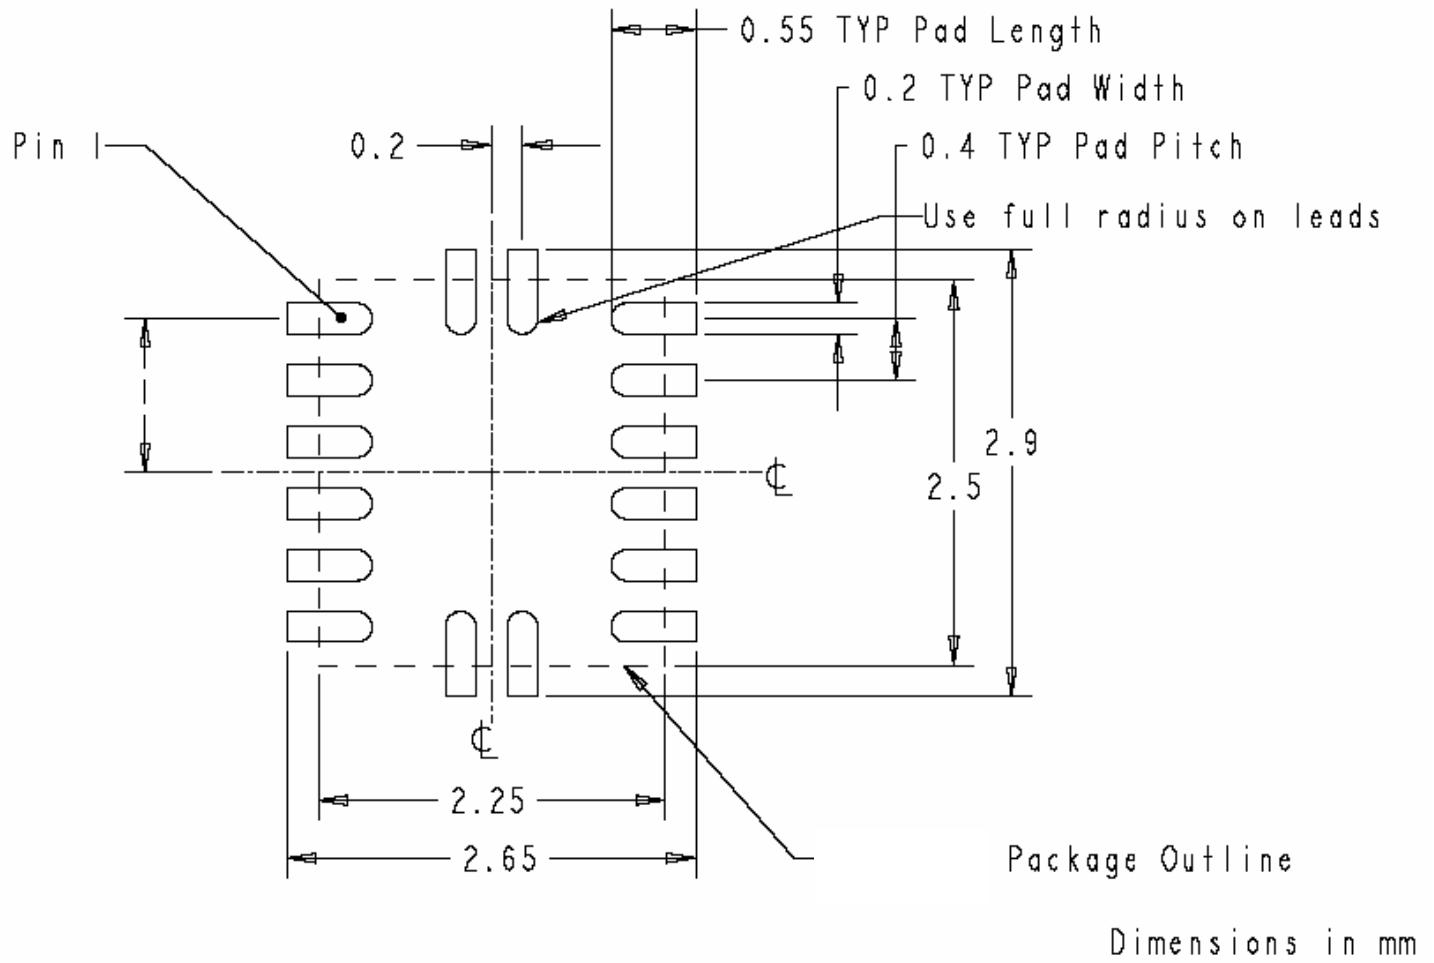 0.55 TYP Pad Length
0.2 TYP Pad Width
Pin 1
0.2
0.4 TYP Pad Pitch
Use full radius on leads
2.9
2.5
℄
℄
2.25
2.65
Package Outline
Dimensions in mm